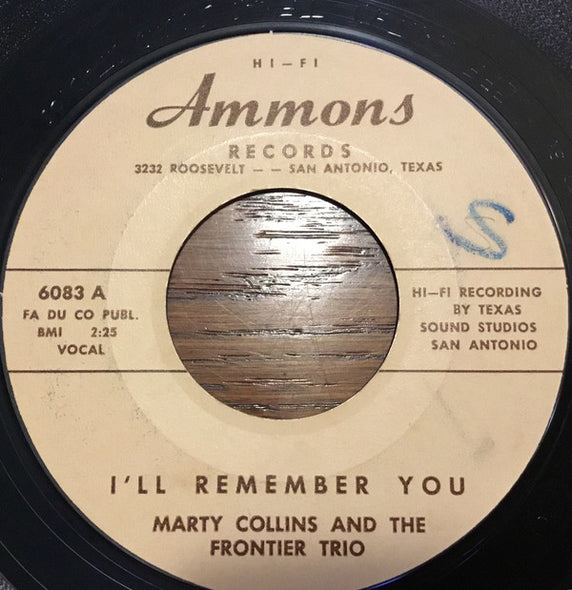 HI–FI
Ammons
RECORDS
3232 ROOSEVELT – – SAN ANTONIO, TEXAS
6083 A
FA DU CO PUBL.
BMI 2:25
VOCAL
HI–FI RECORDING
BY TEXAS
SOUND STUDIOS
SAN ANTONIO
I'LL REMEMBER YOU
MARTY COLLINS AND THE
FRONTIER TRIO